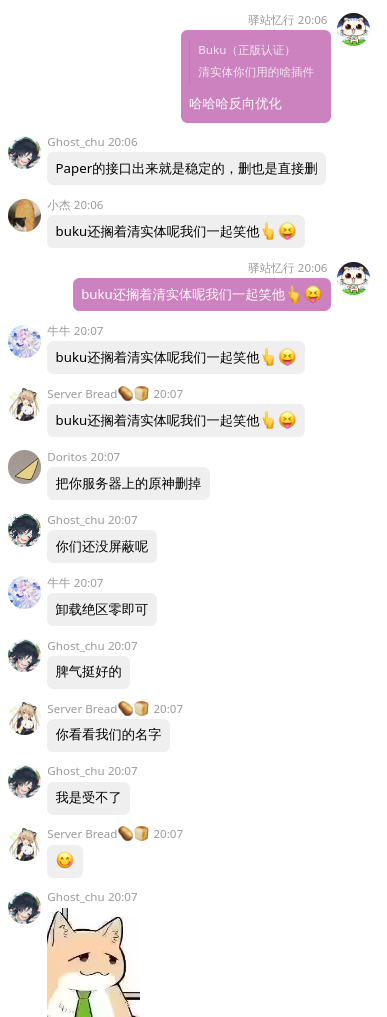 驿站忆行 20:06
Buku（正版认证）
清实体你们用的啥插件
哈哈哈反向优化
Ghost_chu 20:06
Paper的接口出来就是稳定的，删也是直接删
小杰 20:06
buku还搁着清实体呢我们一起笑他👆😝
驿站忆行 20:06
buku还搁着清实体呢我们一起笑他👆😝
牛牛 20:07
buku还搁着清实体呢我们一起笑他👆😝
Server Bread🥖🍞 20:07
buku还搁着清实体呢我们一起笑他👆😝
Doritos 20:07
把你服务器上的原神删掉
Ghost_chu 20:07
你们还没屏蔽呢
牛牛 20:07
卸载绝区零即可
Ghost_chu 20:07
脾气挺好的
Server Bread🥖🍞 20:07
你看看我们的名字
Ghost_chu 20:07
我是受不了
Server Bread🥖🍞 20:07
😋
Ghost_chu 20:07